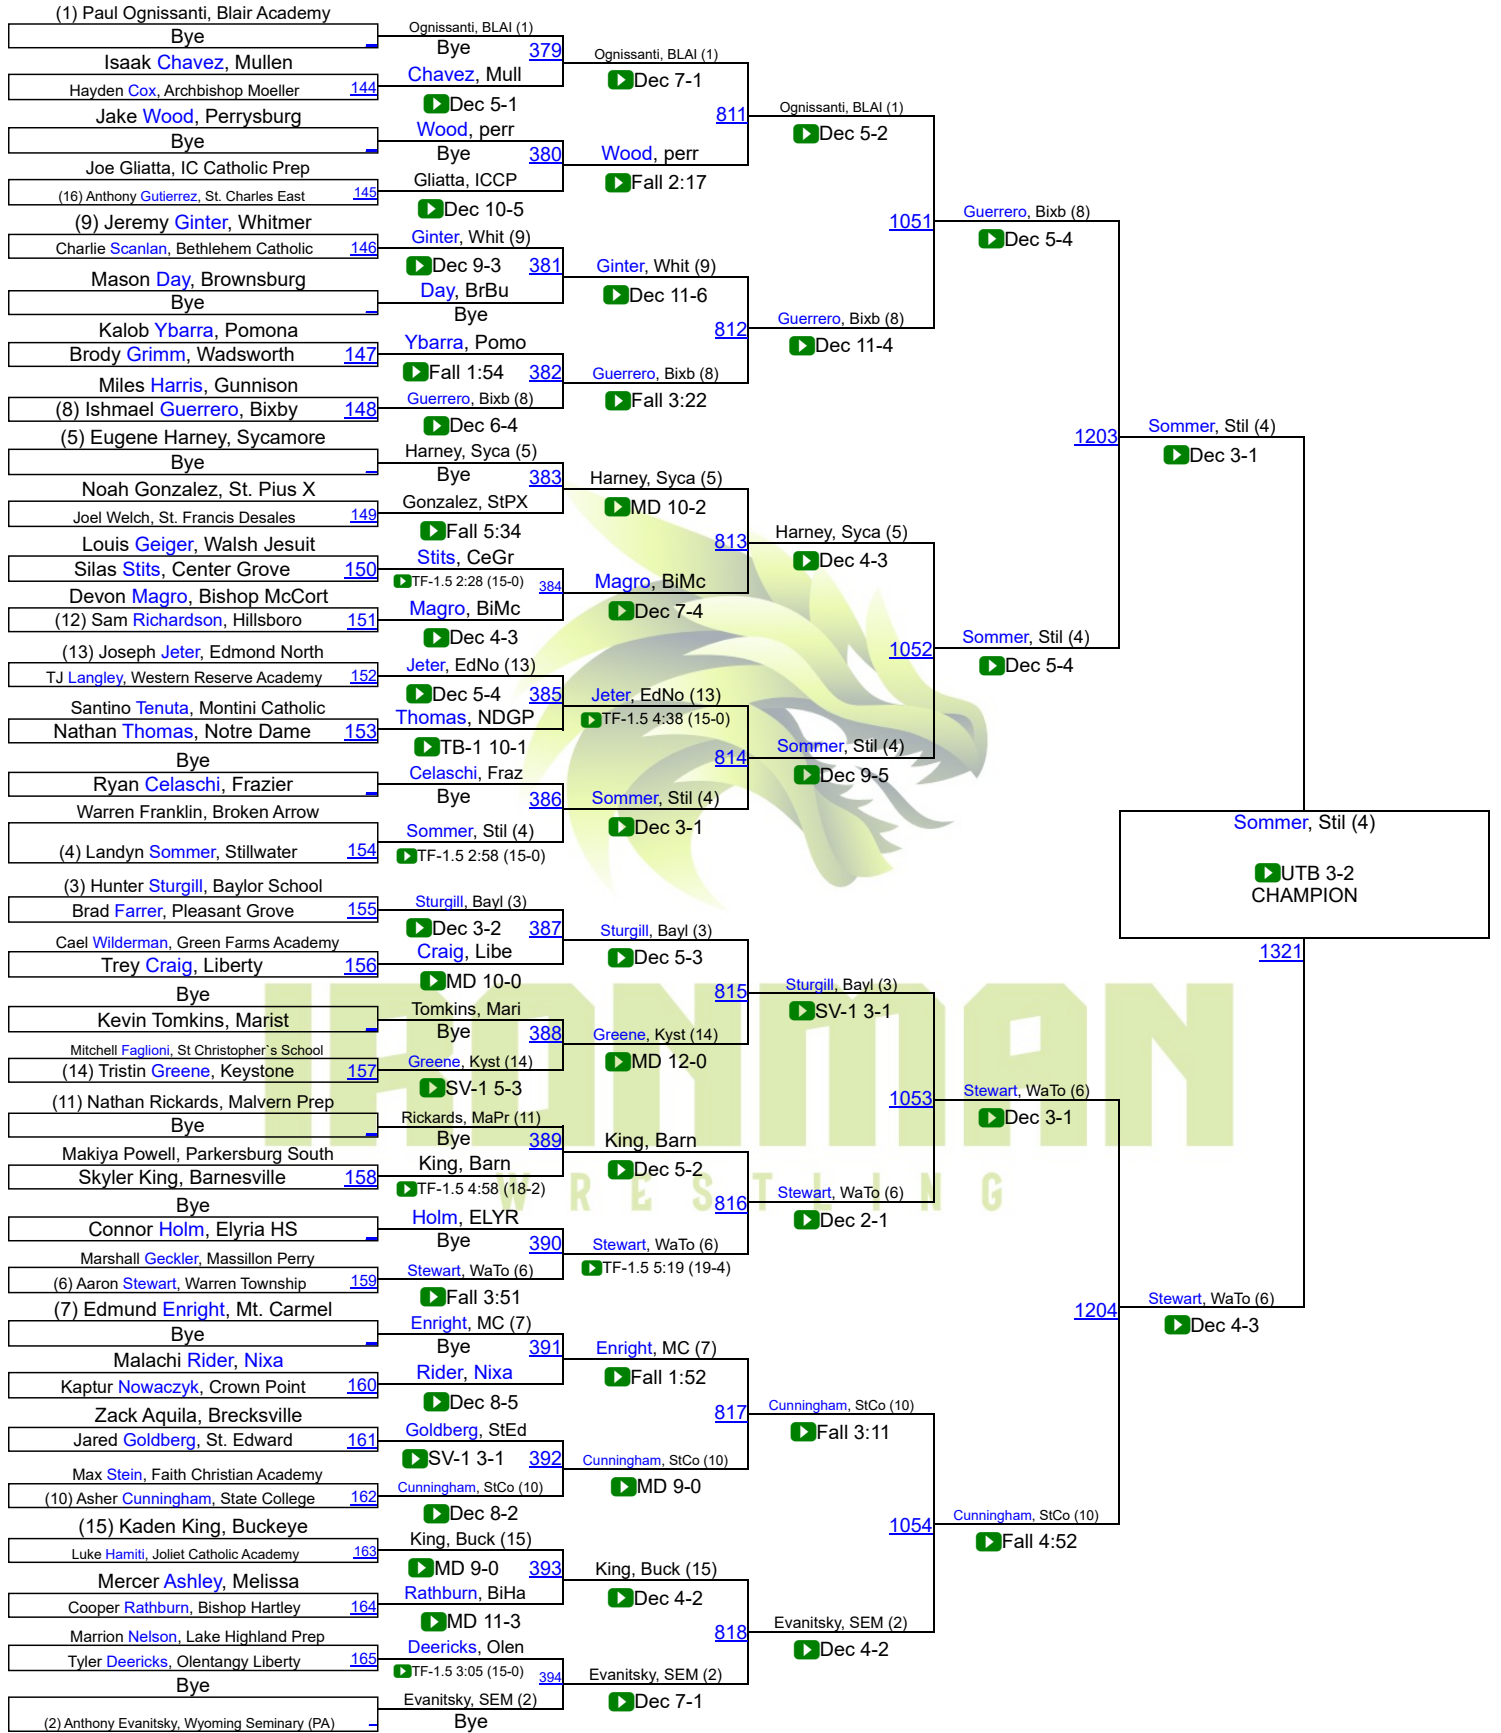 (1) Paul Ognissanti, Blair Academy
Bye
Isaak Chavez, Mullen
Hayden Cox, Archbishop Moeller 144
Jake Wood, Perrysburg
Bye
Joe Gliatta, IC Catholic Prep
(16) Anthony Gutierrez, St. Charles East 145
(9) Jeremy Ginter, Whitmer
Charlie Scanlan, Bethlehem Catholic 146
Mason Day, Brownsburg
Bye
Kalob Ybarra, Pomona
Brody Grimm, Wadsworth 147
Miles Harris, Gunnison
(8) Ishmael Guerrero, Bixby 148
(5) Eugene Harney, Sycamore
Bye
Noah Gonzalez, St. Pius X
Joel Welch, St. Francis Desales 149
Louis Geiger, Walsh Jesuit
Silas Stits, Center Grove 150
Devon Magro, Bishop McCort
(12) Sam Richardson, Hillsboro 151
(13) Joseph Jeter, Edmond North
TJ Langley, Western Reserve Academy 152
Santino Tenuta, Montini Catholic
Nathan Thomas, Notre Dame 153
Bye
Ryan Celaschi, Frazier
Warren Franklin, Broken Arrow
(4) Landyn Sommer, Stillwater 154
(3) Hunter Sturgill, Baylor School
Brad Farrer, Pleasant Grove 155
Cael Wilderman, Green Farms Academy
Trey Craig, Liberty 156
Bye
Kevin Tomkins, Marist
Mitchell Faglioni, St Christopher`s School
(14) Tristin Greene, Keystone 157
(11) Nathan Rickards, Malvern Prep
Bye
Makiya Powell, Parkersburg South
Skyler King, Barnesville 158
Bye
Connor Holm, Elyria HS
Marshall Geckler, Massillon Perry
(6) Aaron Stewart, Warren Township 159
(7) Edmund Enright, Mt. Carmel
Bye
Malachi Rider, Nixa
Kaptur Nowaczyk, Crown Point 160
Zack Aquila, Brecksville
Jared Goldberg, St. Edward 161
Max Stein, Faith Christian Academy
(10) Asher Cunningham, State College 162
(15) Kaden King, Buckeye
Luke Hamiti, Joliet Catholic Academy 163
Mercer Ashley, Melissa
Cooper Rathburn, Bishop Hartley 164
Marrion Nelson, Lake Highland Prep
Tyler Deericks, Olentangy Liberty 165
Bye
(2) Anthony Evanitsky, Wyoming Seminary (PA)
Ognissanti, BLAI (1)
Bye 379
Chavez, Mull
Dec 5-1
Wood, perr
Bye 380
Gliatta, ICCP
Dec 10-5
Ginter, Whit (9)
Dec 9-3 381
Day, BrBu
Bye
Ybarra, Pomo
Fall 1:54 382
Guerrero, Bixb (8)
Dec 6-4
Harney, Syca (5)
Bye 383
Gonzalez, StPX
Fall 5:34
Stits, CeGr
TF-1.5 2:28 (15-0) 384
Magro, BiMc
Dec 4-3
Jeter, EdNo (13)
Dec 5-4 385
Thomas, NDGP
TB-1 10-1
Celaschi, Fraz
Bye 386
Sommer, Stil (4)
TF-1.5 2:58 (15-0)
Sturgill, Bayl (3)
Dec 3-2 387
Craig, Libe
MD 10-0
Tomkins, Mari
Bye 388
Greene, Kyst (14)
SV-1 5-3
Rickards, MaPr (11)
Bye 389
King, Barn
TF-1.5 4:58 (18-2)
Holm, ELYR
Bye 390
Stewart, WaTo (6)
Fall 3:51
Enright, MC (7)
Bye 391
Rider, Nixa
Dec 8-5
Goldberg, StEd
SV-1 3-1 392
Cunningham, StCo (10)
Dec 8-2
King, Buck (15)
MD 9-0 393
Rathburn, BiHa
MD 11-3
Deericks, Olen
TF-1.5 3:05 (15-0) 394
Evanitsky, SEM (2)
Bye
Ognissanti, BLAI (1)
Dec 7-1
811
Wood, perr
Fall 2:17
Ginter, Whit (9)
Dec 11-6
812
Guerrero, Bixb (8)
Fall 3:22
Harney, Syca (5)
MD 10-2
813
Magro, BiMc
Dec 7-4
Jeter, EdNo (13)
TF-1.5 4:38 (15-0)
814
Sommer, Stil (4)
Dec 3-1
Sturgill, Bayl (3)
Dec 5-3
815
Greene, Kyst (14)
MD 12-0
King, Barn
Dec 5-2
816
Stewart, WaTo (6)
TF-1.5 5:19 (19-4)
Enright, MC (7)
Fall 1:52
817
Cunningham, StCo (10)
MD 9-0
King, Buck (15)
Dec 4-2
818
Evanitsky, SEM (2)
Dec 7-1
Ognissanti, BLAI (1)
Dec 5-2
1051
Guerrero, Bixb (8)
Dec 11-4
Harney, Syca (5)
Dec 4-3
1052
Sommer, Stil (4)
Dec 9-5
Sturgill, Bayl (3)
SV-1 3-1
1053
Stewart, WaTo (6)
Dec 2-1
Cunningham, StCo (10)
Fall 3:11
1054
Evanitsky, SEM (2)
Dec 4-2
Guerrero, Bixb (8)
Dec 5-4
1203
Sommer, Stil (4)
Dec 5-4
Stewart, WaTo (6)
Dec 3-1
1204
Cunningham, StCo (10)
Fall 4:52
Sommer, Stil (4)
Dec 3-1
Stewart, WaTo (6)
Dec 4-3
Sommer, Stil (4)
UTB 3-2
CHAMPION
1321
IRONMAN
WRESTLING